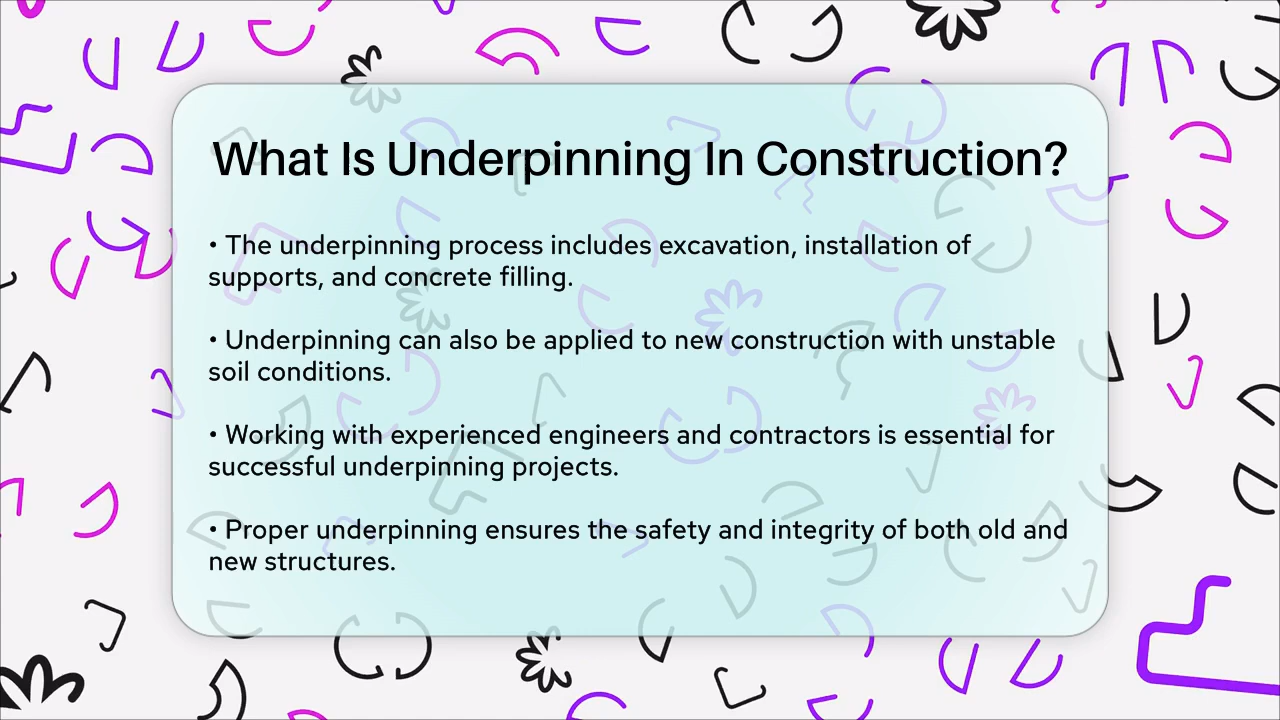 What Is Underpinning In Construction?
• The underpinning process includes excavation, installation of
supports, and concrete filling.
• Underpinning can also be applied to new construction with unstable
soil conditions.
• Working with experienced engineers and contractors is essential for
successful underpinning projects.
• Proper underpinning ensures the safety and integrity of both old and
new structures.